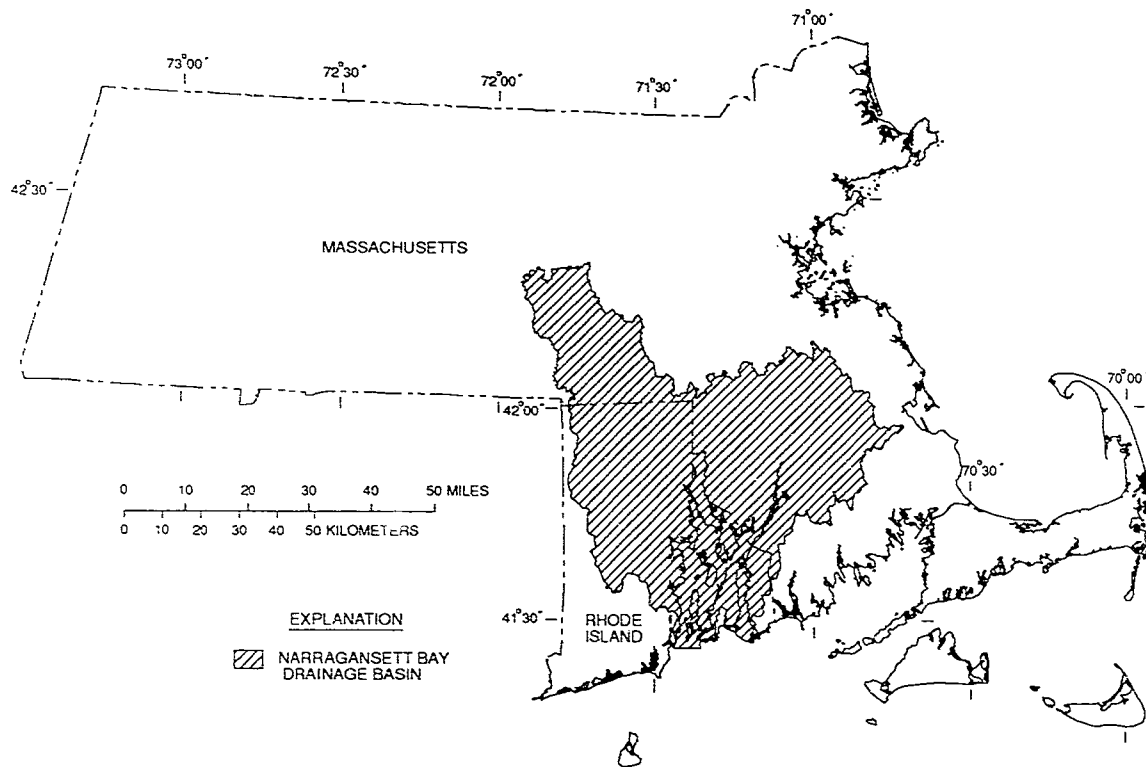 71°00'
73°00'
72°30'
72°00'
71°30'
42°30'
MASSACHUSETTS
70°00'
42°00'
70°30'
0 10 20 30 40 50 MILES
0 10 20 30 40 50 KILOMETERS
41°30'
EXPLANATION
RHODE
ISLAND
NARRAGANSETT BAY
DRAINAGE BASIN